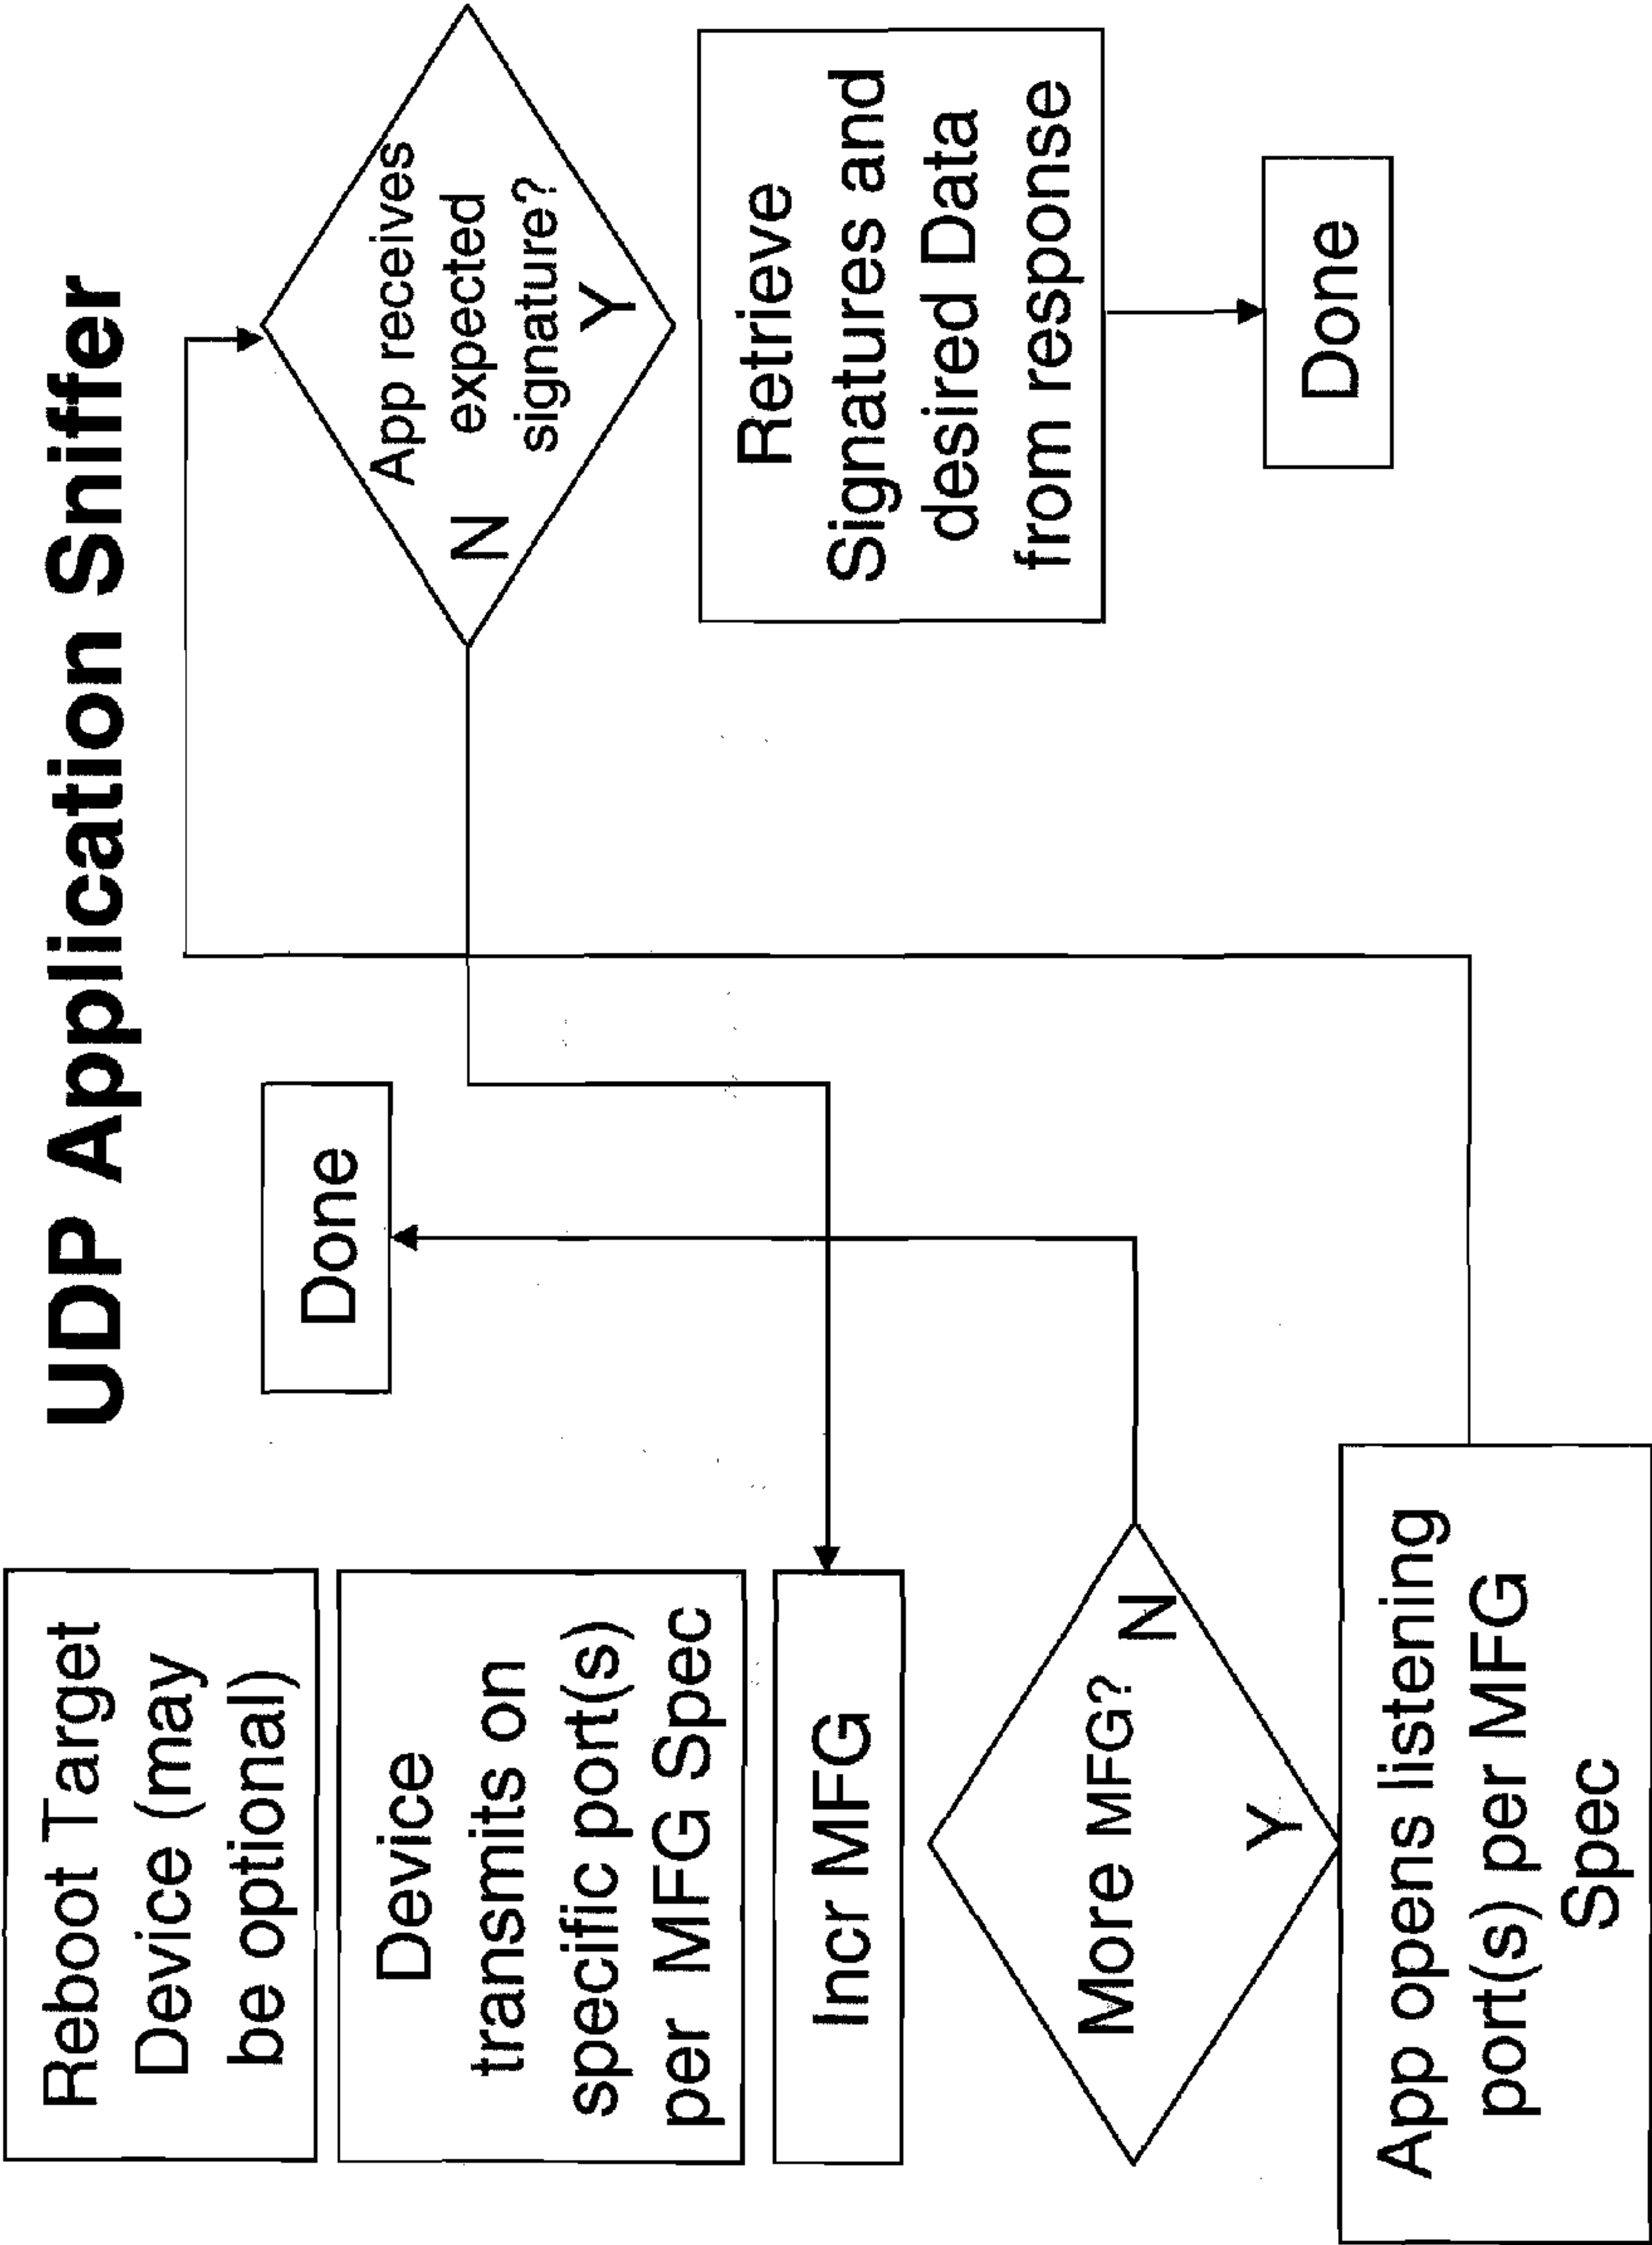 UDP Application Sniffer
Reboot Target
Device (may
be optional)
Device
transmits on
specific port(s)
per MFG Spec
Incr MFG
More MFG?
N
Y
App opens listening
port(s) per MFG
Spec
Done
App receives
expected
signature?
N
Y
Retrieve
Signatures and
desired Data
from response
Done